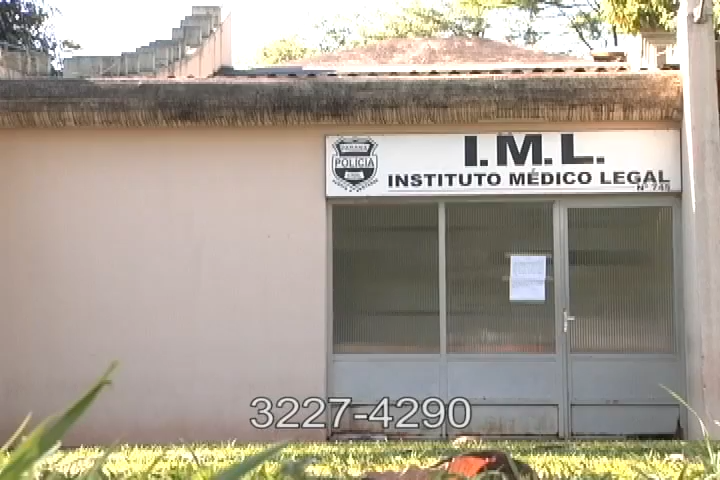 I.M.L.
PARANÁ
POLÍCIA
INSTITUTO MÉDICO LEGAL
Nº 745
3227-4290